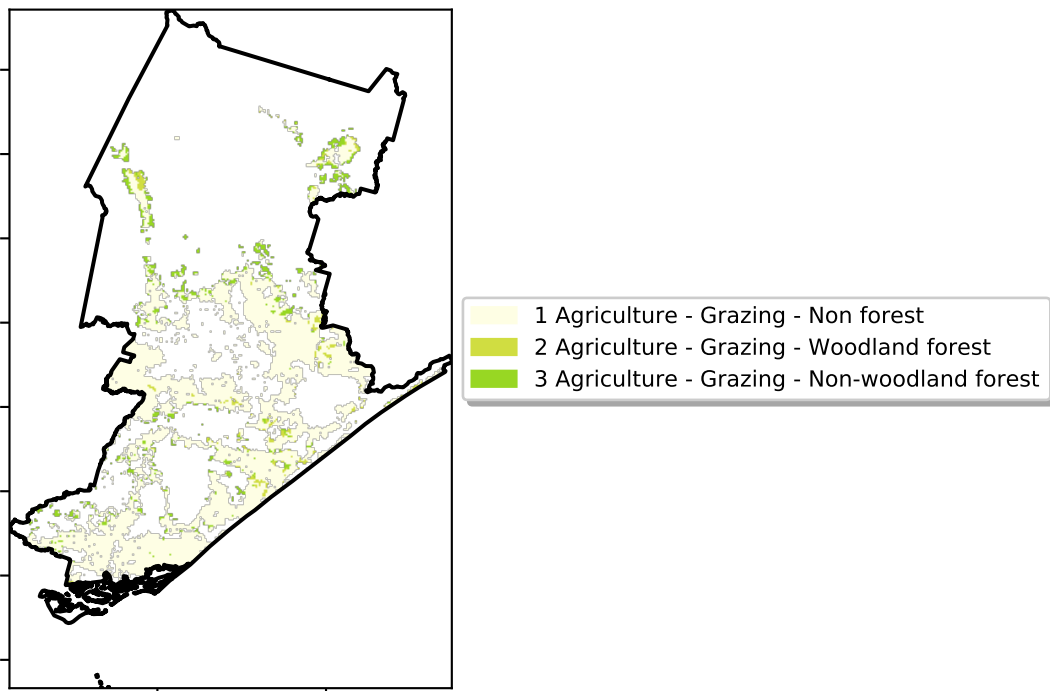 1 Agriculture - Grazing - Non forest
2 Agriculture - Grazing - Woodland forest
3 Agriculture - Grazing - Non-woodland forest